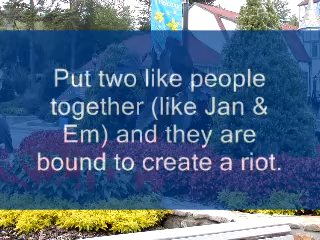 Put two like people
together (like Jan &
Em) and they are
bound to create a riot.